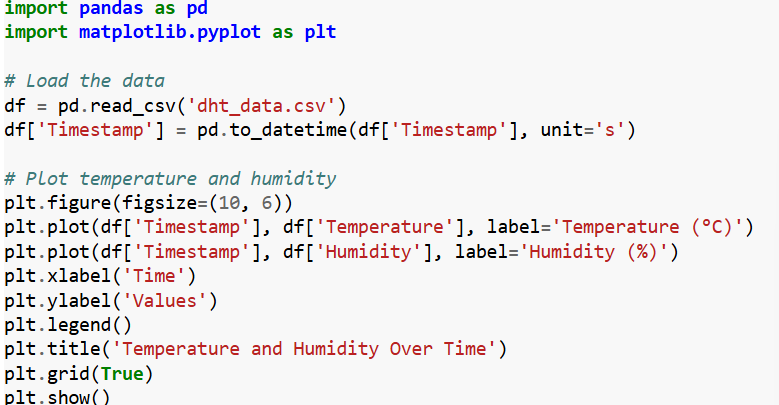 import pandas as pd
import matplotlib.pyplot as plt
# Load the data
df = pd.read_csv('dht_data.csv')
df['Timestamp'] = pd.to_datetime(df['Timestamp'], unit='s')
# Plot temperature and humidity
plt.figure(figsize=(10, 6))
plt.plot(df['Timestamp'], df['Temperature'], label='Temperature (°C)')
plt.plot(df['Timestamp'], df['Humidity'], label='Humidity (%)')
plt.xlabel('Time')
plt.ylabel('Values')
plt.legend()
plt.title('Temperature and Humidity Over Time')
plt.grid(True)
plt.show()